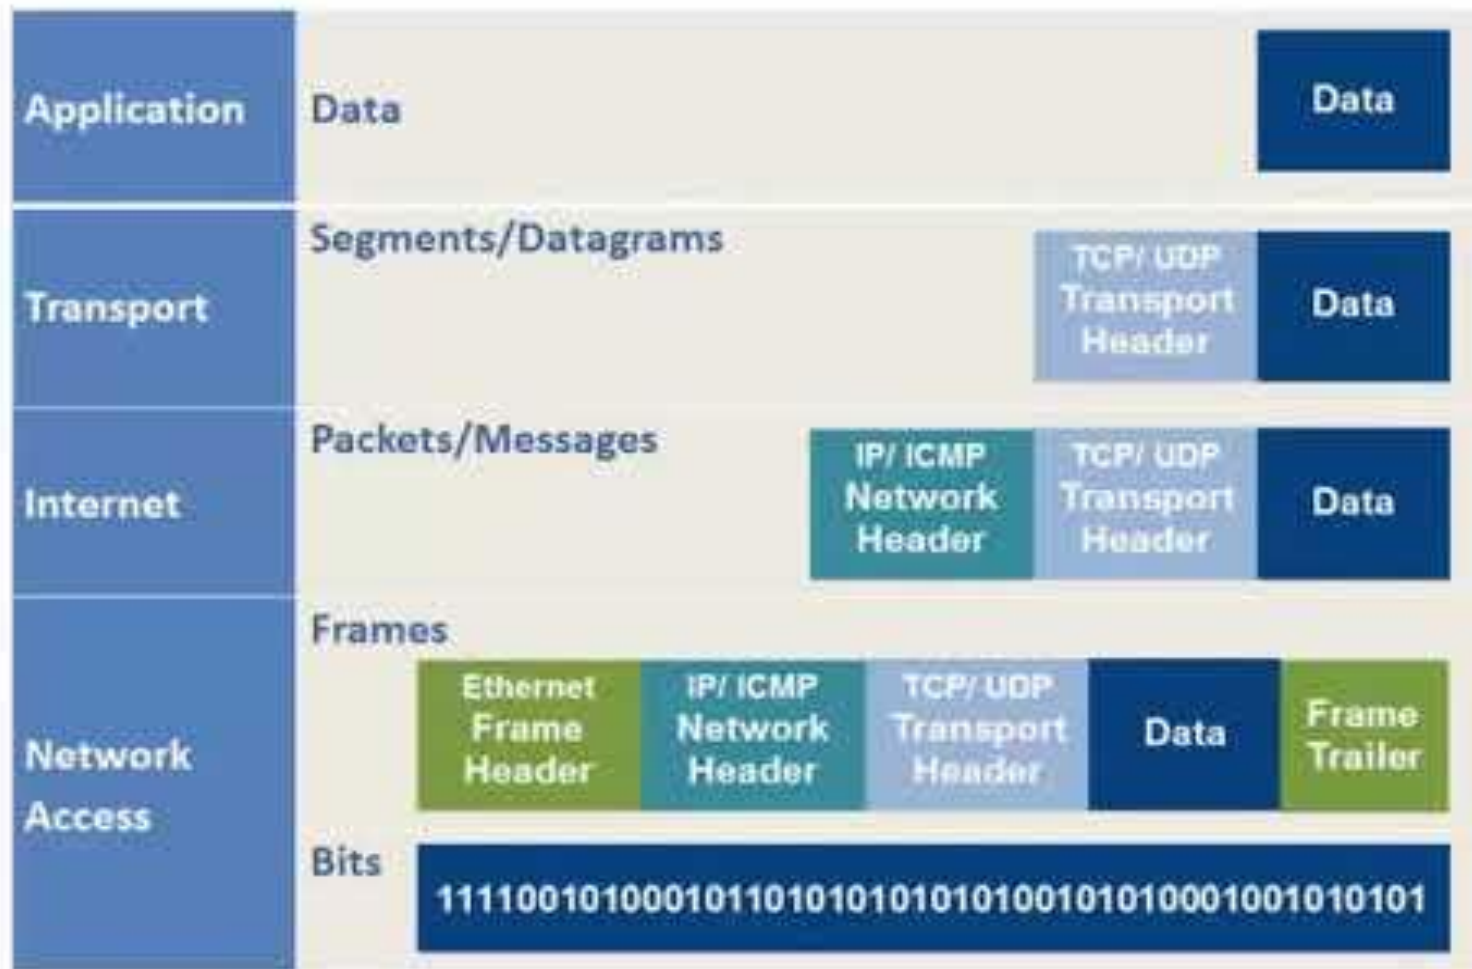 Application
Data
Data
Transport
Segments/Datagrams
TCP/ UDP
Transport
Header
Data
Internet
Packets/Messages
IP/ ICMP
Network
Header
TCP/ UDP
Transport
Header
Data
Network
Access
Frames
Ethernet
Frame
Header
IP/ ICMP
Network
Header
TCP/ UDP
Transport
Header
Data
Frame
Trailer
Bits
111100101000101101010101010100101010001001010101